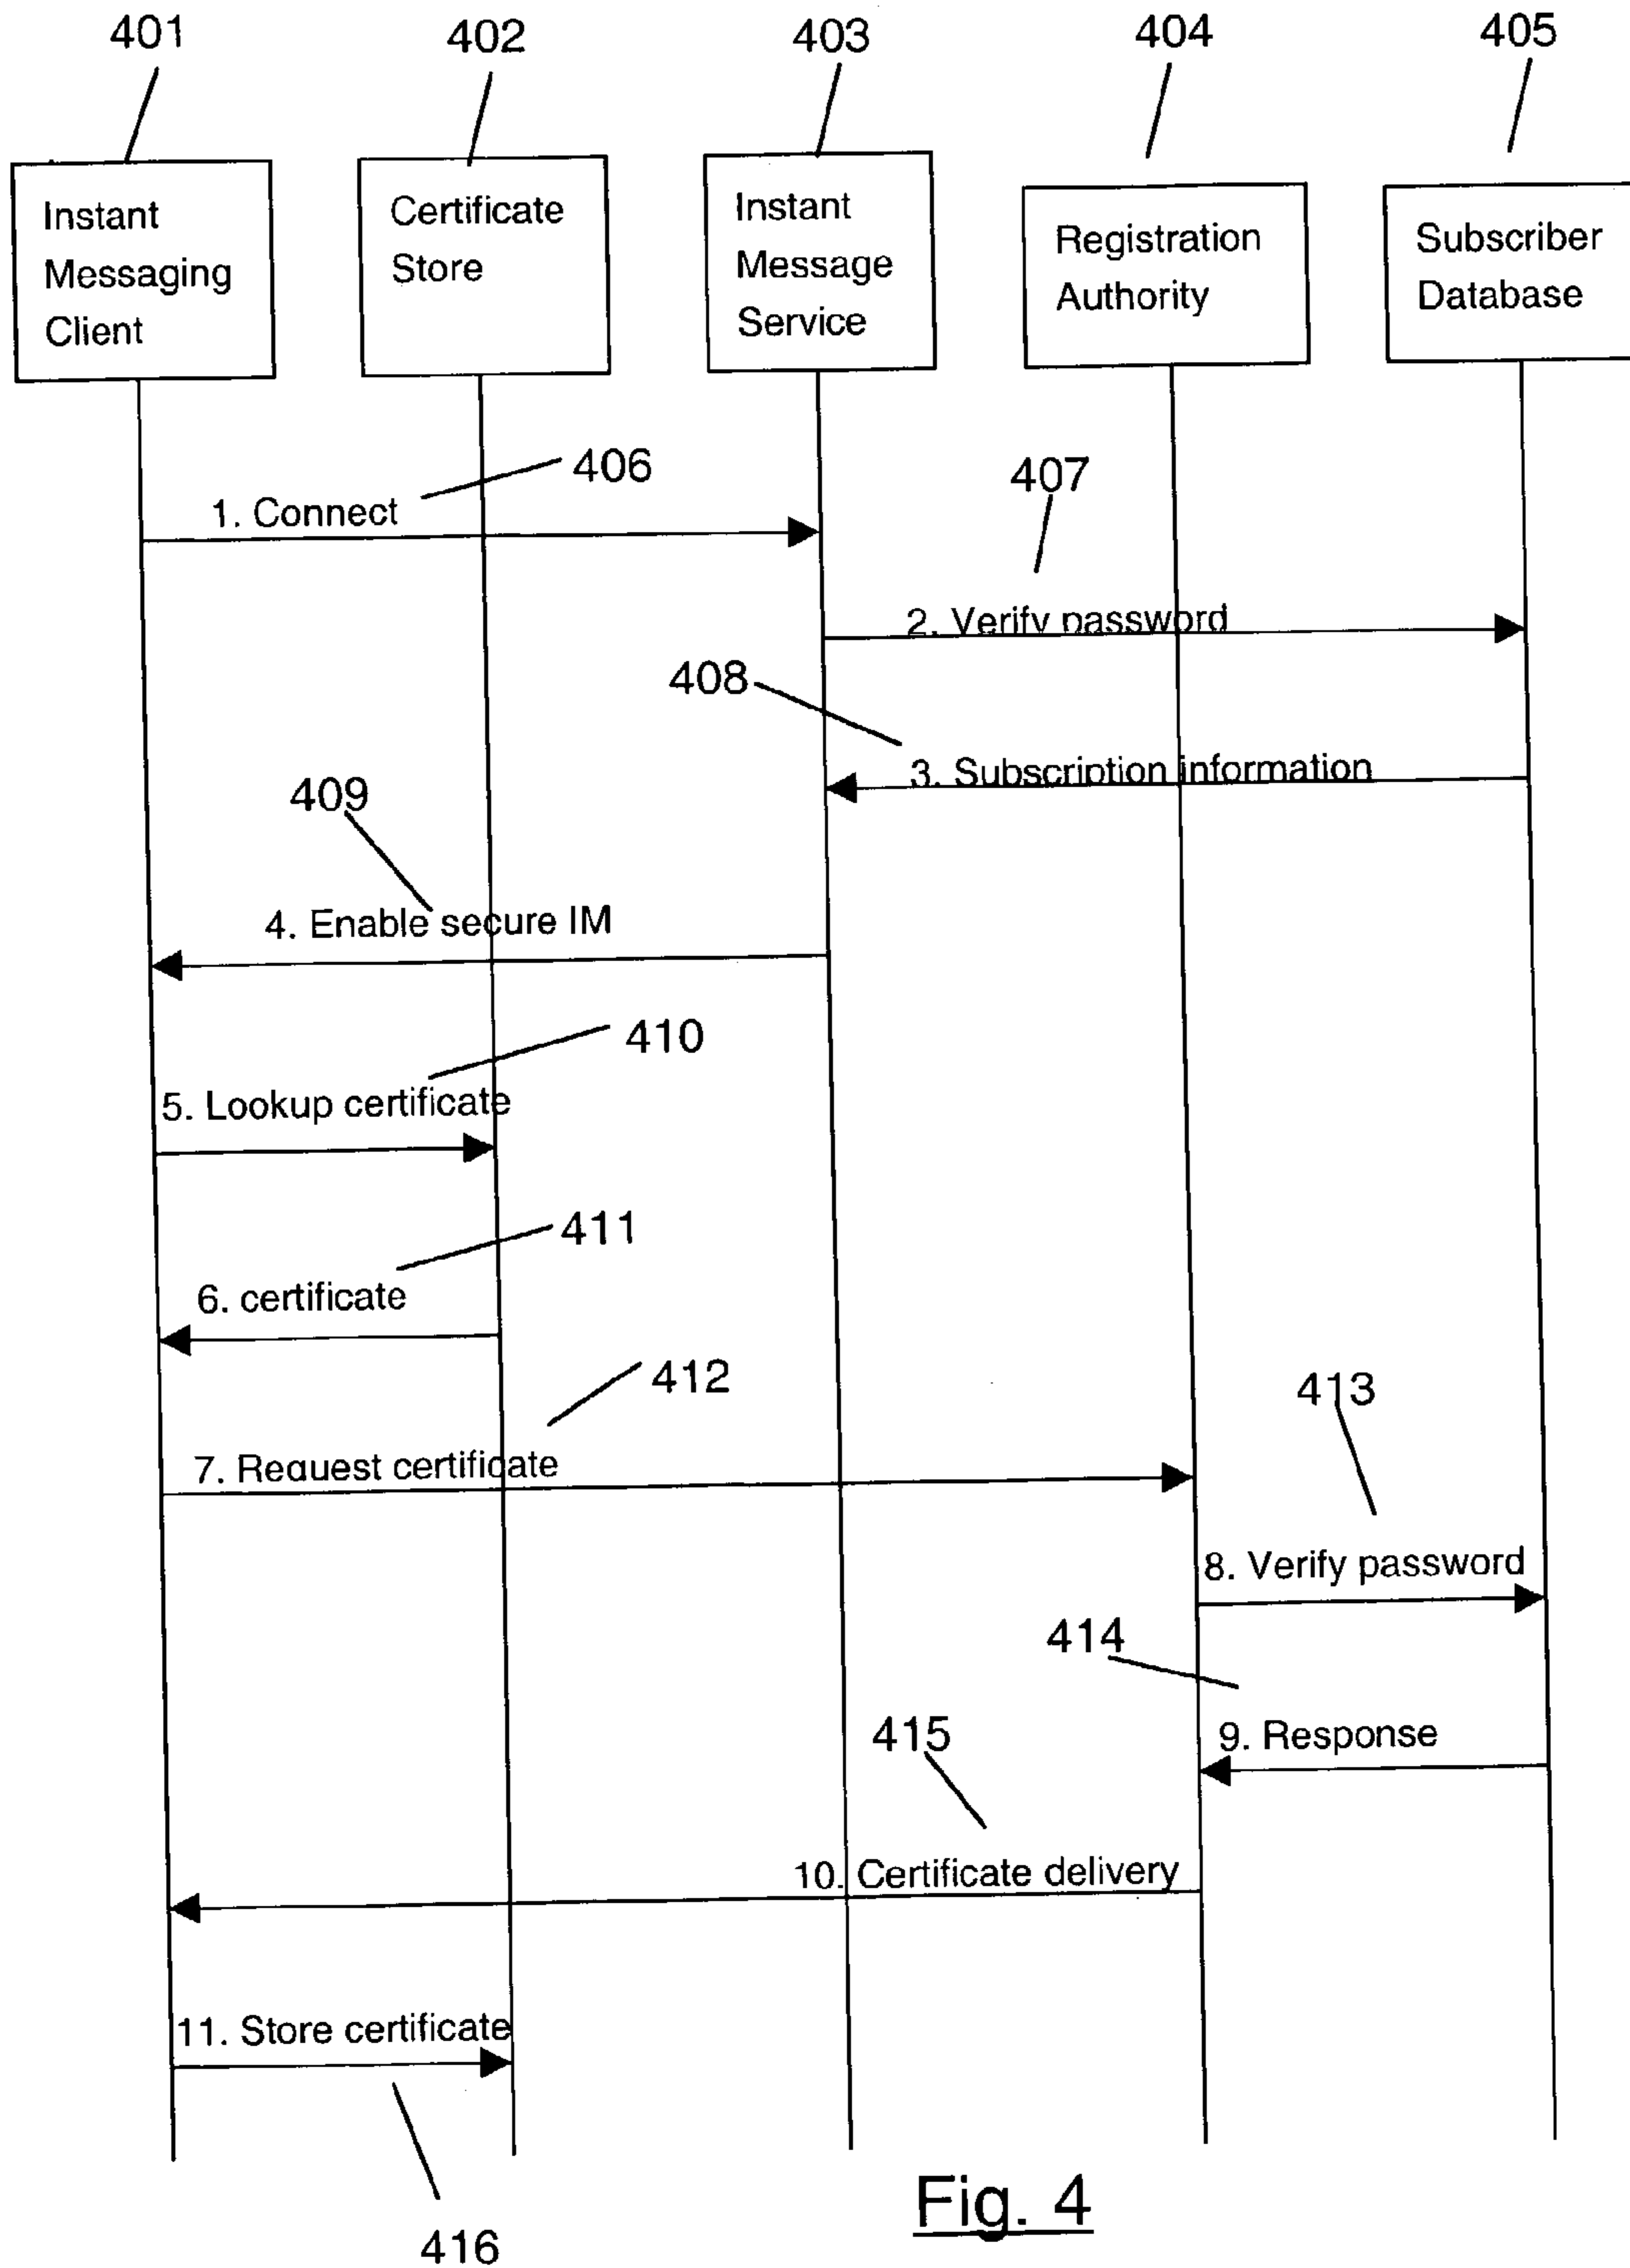 401
402
403
404
405
Instant
Messaging
Client
Certificate
Store
Instant
Message
Service
Registration
Authority
Subscriber
Database
406
1. Connect
407
2. Verify password
408
3. Subscription information
409
4. Enable secure IM
410
5. Lookup certificate
411
6. certificate
412
7. Request certificate
413
8. Verify password
414
9. Response
415
10. Certificate delivery
11. Store certificate
416
Fig. 4